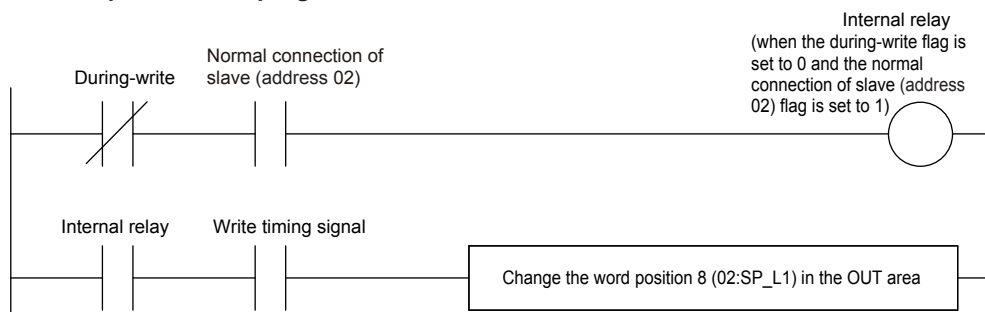 Internal relay
(when the during-write flag is
set to 0 and the normal
connection of slave (address
02) flag is set to 1)
Normal connection of
slave (address 02)
During-write
Internal relay
Write timing signal
Change the word position 8 (02:SP_L1) in the OUT area